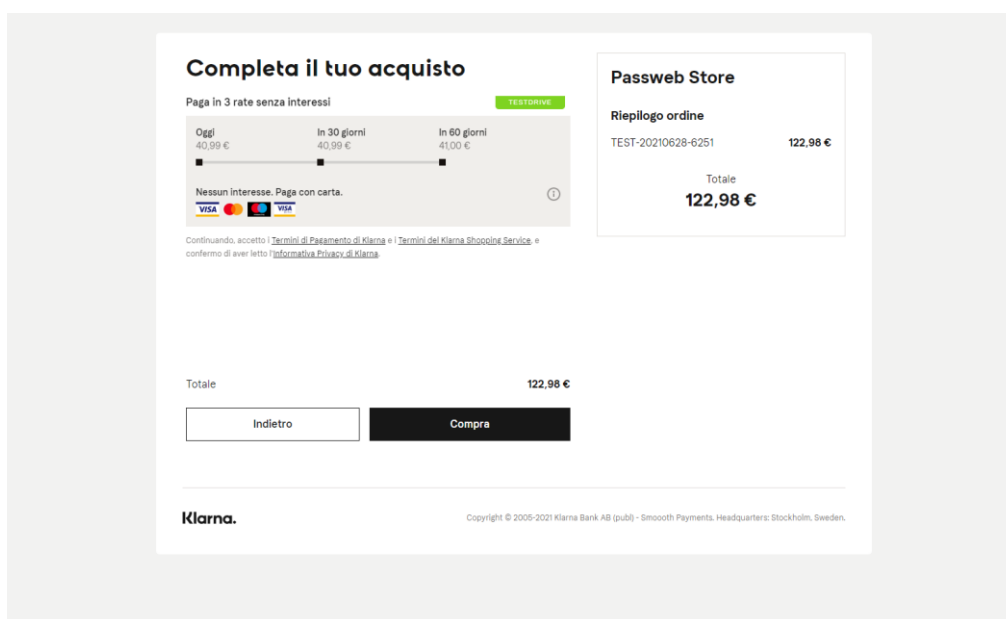 Completa il tuo acquisto
Paga in 3 rate senza interessi
TESTDRIVE
Oggi
In 30 giorni
In 60 giorni
40,99 €
40,99 €
41,00 €
Nessun interesse. Paga con carta.
VISA
VISA
Continuando, accetto i Termini di Pagamento di Klarna e i Termini del Klarna Shopping Service, e
confermo di aver letto l'Informativa Privacy di Klarna.
Totale
122,98 €
Indietro
Compra
Passweb Store
Riepilogo ordine
TEST-20210628-6251
122,98 €
Totale
122,98 €
Klarna.
Copyright © 2005-2021 Klarna Bank AB (publ) - Smoooth Payments. Headquarters: Stockholm, Sweden.